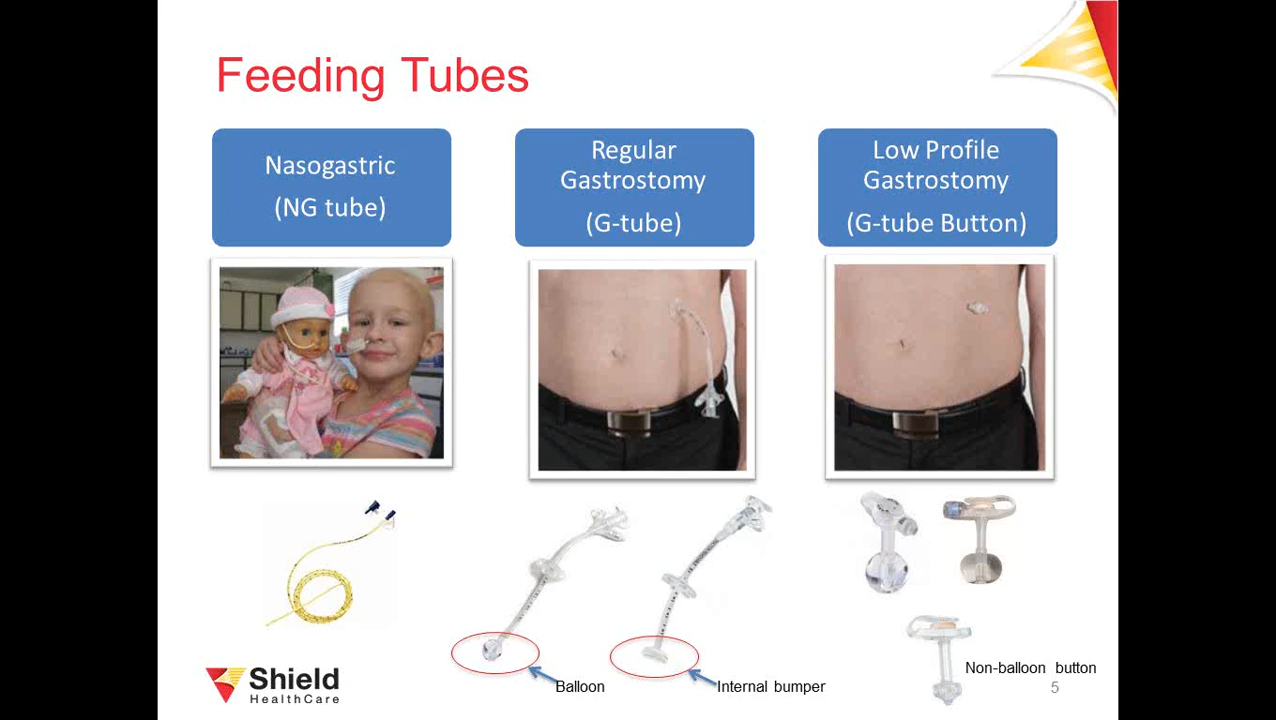 Feeding Tubes
Nasogastric
(NG tube)
Regular
Gastrostomy
(G-tube)
Low Profile
Gastrostomy
(G-tube Button)
Balloon
Internal bumper
Non-balloon button
Shield
HealthCare
5